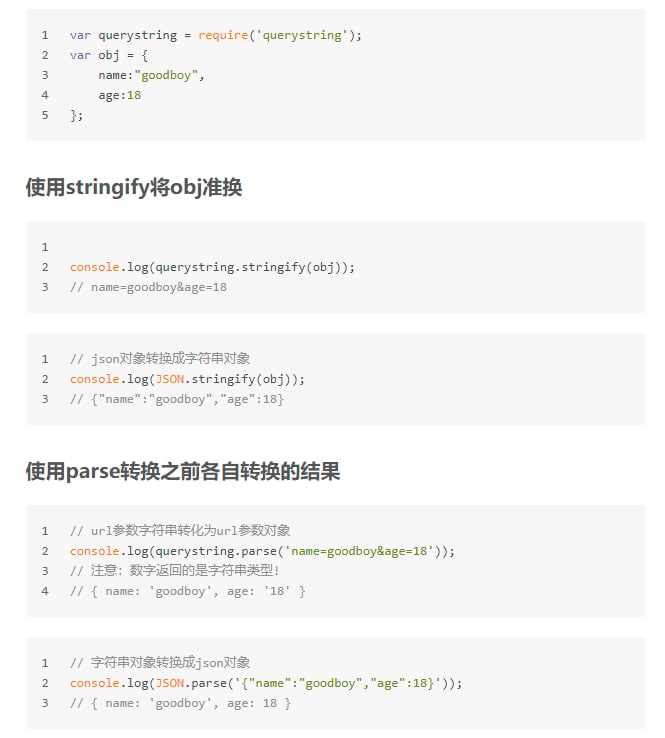 1 var querystring = require('querystring');
2 var obj = {
3     name:"goodboy",
4     age:18
5 };
使用stringify将obj准换
1
2 console.log(querystring.stringify(obj));
3 // name=goodboy&age=18
1 // json对象转换成字符串对象
2 console.log(JSON.stringify(obj));
3 // {"name":"goodboy","age":18}
使用parse转换之前各自转换的结果
1 // url参数字符串转化为url参数对象
2 console.log(querystring.parse('name=goodboy&age=18'));
3 // 注意：数字返回的是字符串类型!
4 // { name: 'goodboy', age: '18' }
1 // 字符串对象转换成json对象
2 console.log(JSON.parse('{"name":"goodboy","age":18}'));
3 // { name: 'goodboy', age: 18 }